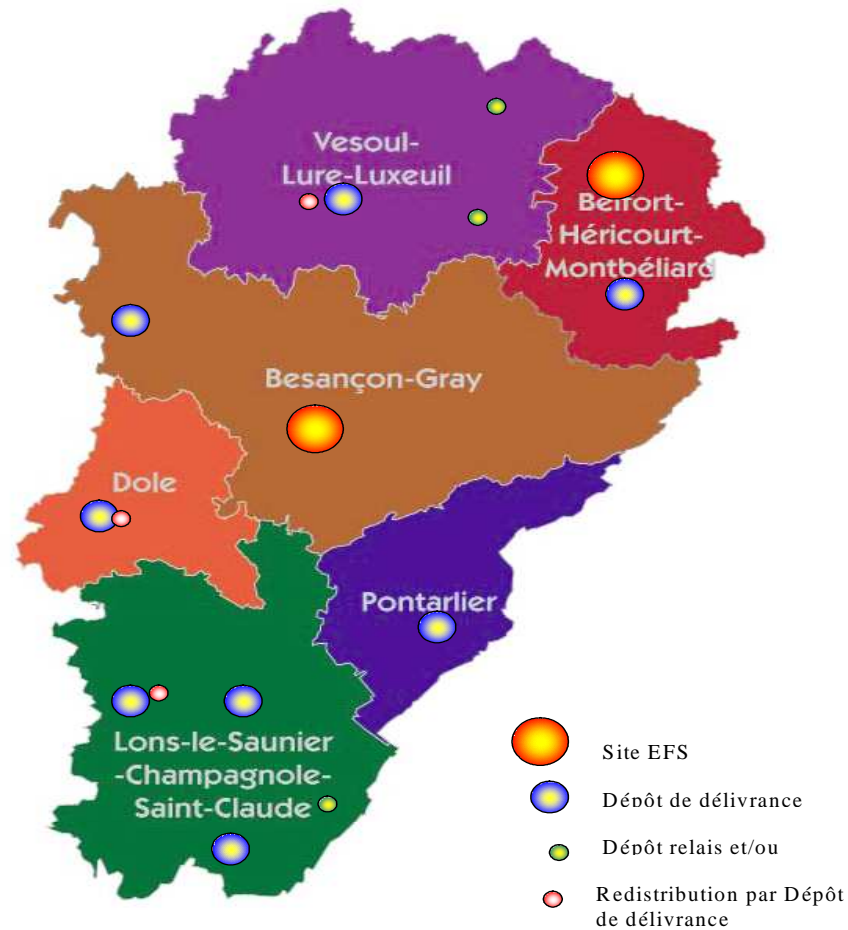 Vesoul-
Lure-Luxeuil
Belfort-
Héricourt-
Montbéliard
Besançon-Gray
Dole
Pontarlier
Lons-le-Saunier
-Champagnole-
Saint-Claude
Site EFS
Dépôt de délivrance
Dépôt relais et/ou
Redistribution par Dépôt
de délivrance